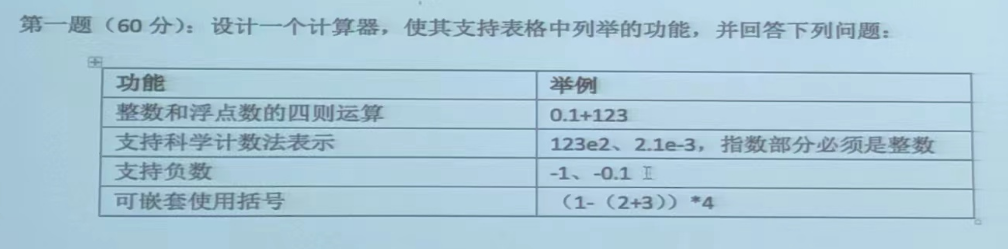 第一题（60 分）：设计一个计算器，使其支持表格中列举的功能，并回答下列问题：
功能 举例
整数和浮点数的四则运算 0.1+123
支持科学计数法表示 123e2、2.1e-3，指数部分必须是整数
支持负数 -1、-0.1
可嵌套使用括号 （1-（2+3））*4